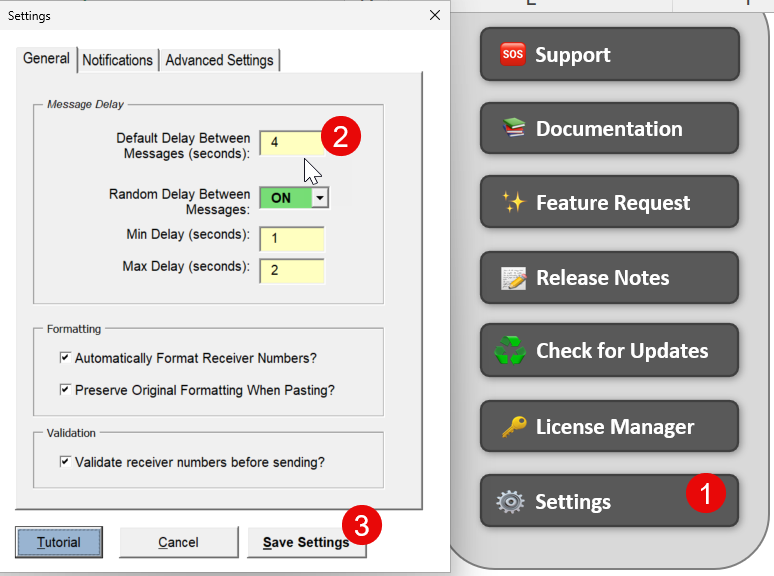 Settings
General
Notifications
Advanced Settings
Message Delay
Default Delay Between
Messages (seconds):
4
2
Random Delay Between
Messages:
ON
Min Delay (seconds):
1
Max Delay (seconds):
2
Formatting
Automatically Format Receiver Numbers?
Preserve Original Formatting When Pasting?
Validation
Validate receiver numbers before sending?
Tutorial
Cancel
Save Settings
3
SOS
Support
Documentation
Feature Request
Release Notes
Check for Updates
License Manager
Settings
1